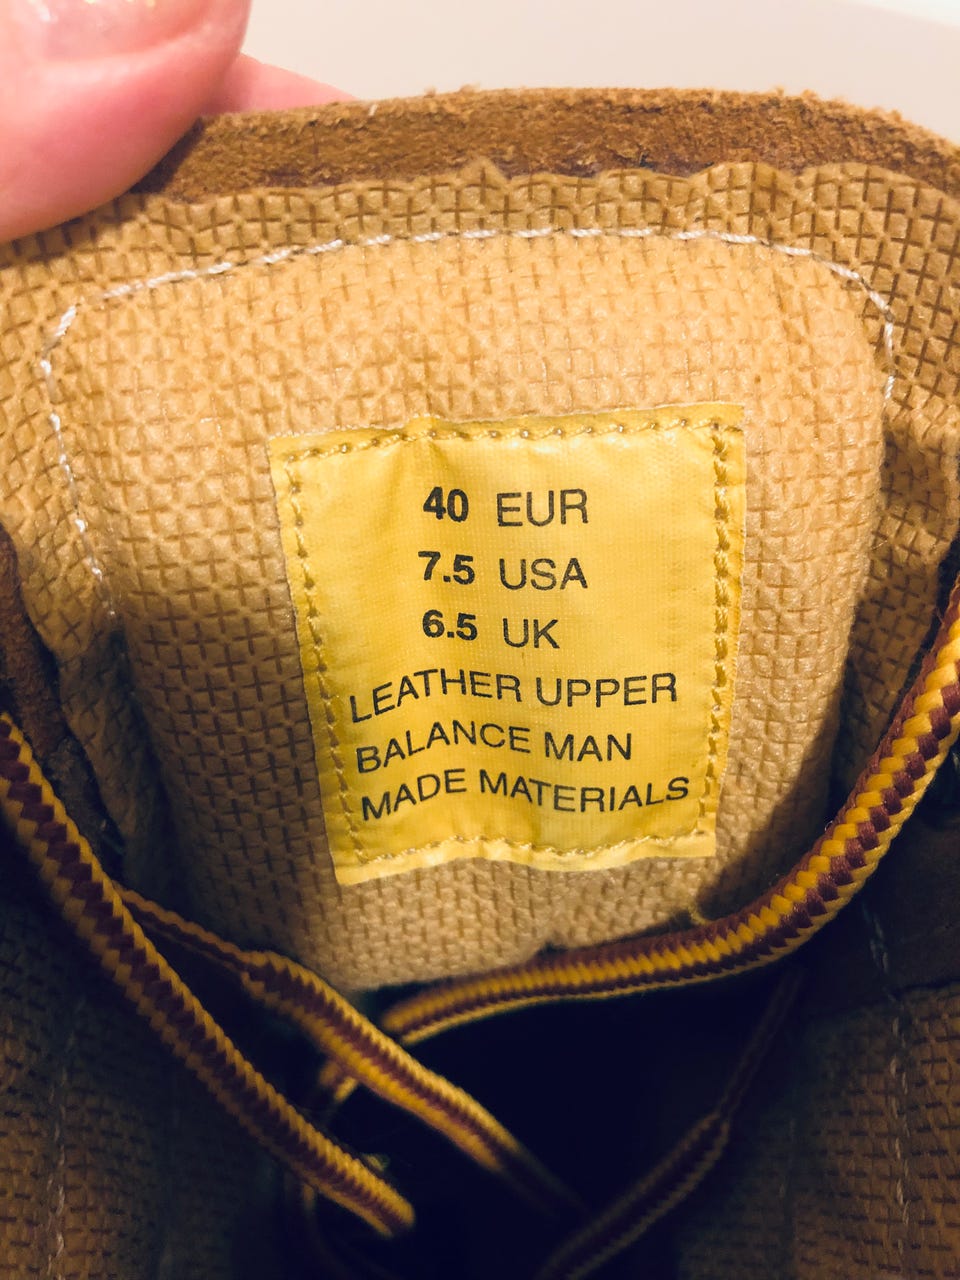 40 EUR
7.5 USA
6.5 UK
LEATHER UPPER
BALANCE MAN
MADE MATERIALS